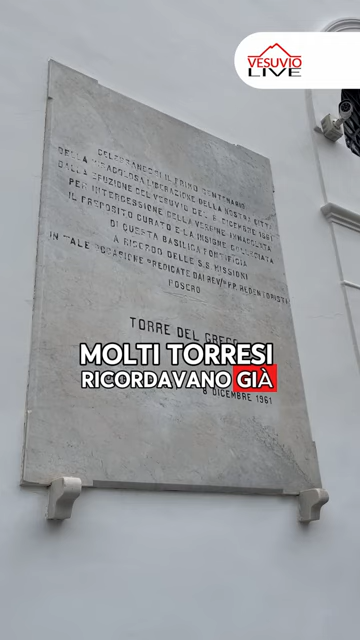 VESUVIO
LIVE
CELEBRANDOSI IL PRIMO CENTENARIO
DELLA MIRACOLOSA LIBERAZIONE DELLA NOSTRA CITTÀ
DALLA ERUZIONE DEL VESUVIO DEL 8 DICEMBRE 1861
PER INTERCESSIONE DELLA VERGINE IMMACOLATA
IL PREPOSITO CURATO E LA INSIGNE COLLEGIATA
DI QUESTA BASILICA PONTIFICIA
A RICORDO DELLE S.S. MISSIONI
IN TALE OCCASIONE PREDICATE DAI REV/MI PP. REDENTORISTI
POSERO
TORRE DEL GRECO
8 DICEMBRE 1961
MOLTI TORRESI
RICORDAVANO GIÀ